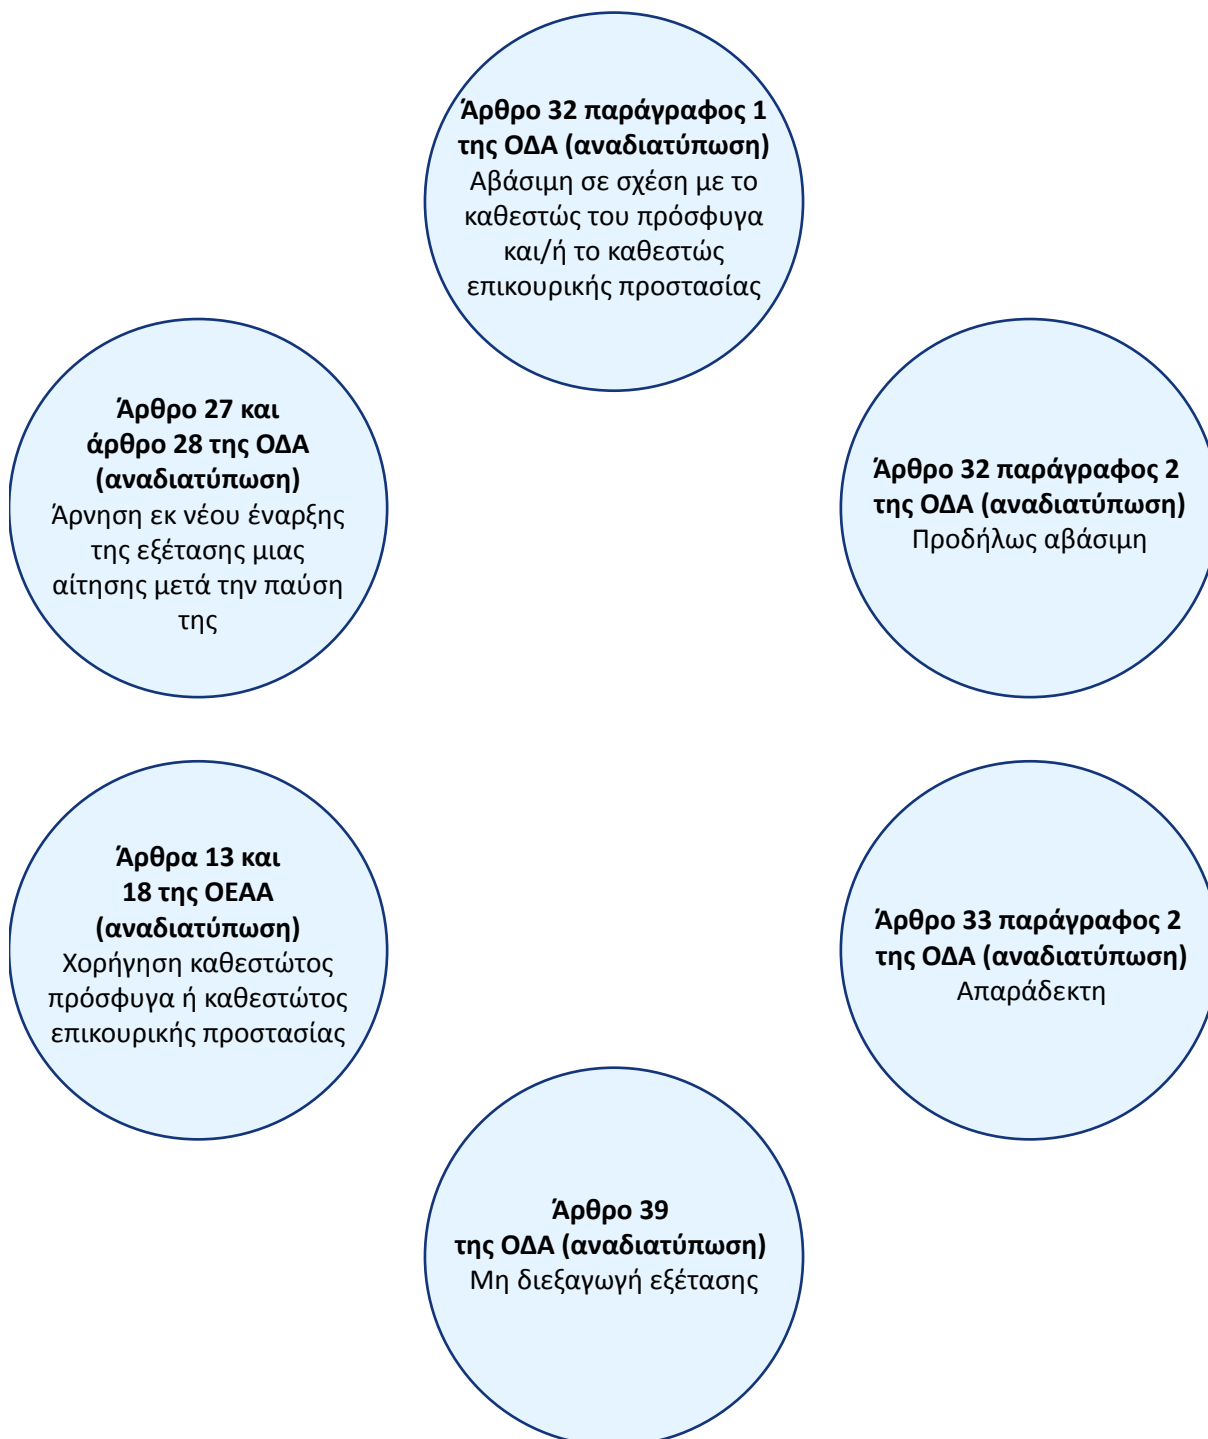 Άρθρο 32 παράγραφος 1
της ΟΔΑ (αναδιατύπωση)
Αβάσιμη σε σχέση με το
καθεστώς του πρόσφυγα
και/ή το καθεστώς
επικουρικής προστασίας
Άρθρο 27 και
άρθρο 28 της ΟΔΑ
(αναδιατύπωση)
Άρνηση εκ νέου έναρξης
της εξέτασης μιας
αίτησης μετά την παύση
της
Άρθρο 32 παράγραφος 2
της ΟΔΑ (αναδιατύπωση)
Προδήλως αβάσιμη
Άρθρα 13 και
18 της ΟΕΑΑ
(αναδιατύπωση)
Χορήγηση καθεστώτος
πρόσφυγα ή καθεστώτος
επικουρικής προστασίας
Άρθρο 33 παράγραφος 2
της ΟΔΑ (αναδιατύπωση)
Απαράδεκτη
Άρθρο 39
της ΟΔΑ (αναδιατύπωση)
Μη διεξαγωγή εξέτασης